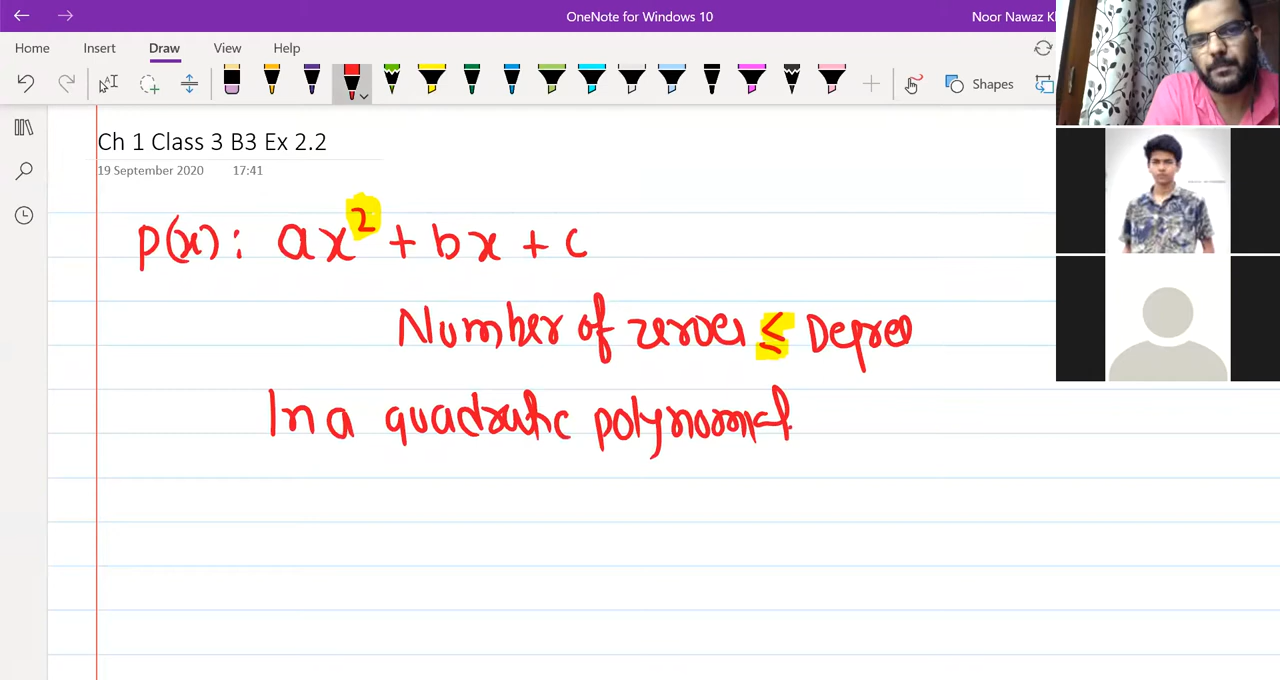 OneNote for Windows 10
Noor Nawaz Kh
Home Insert Draw View Help
Shapes
Ch 1 Class 3 B3 Ex 2.2
19 September 2020 17:41
p(x): ax² + bx + c
Number of zeroes ≤ Degree
In a quadratic polynomial